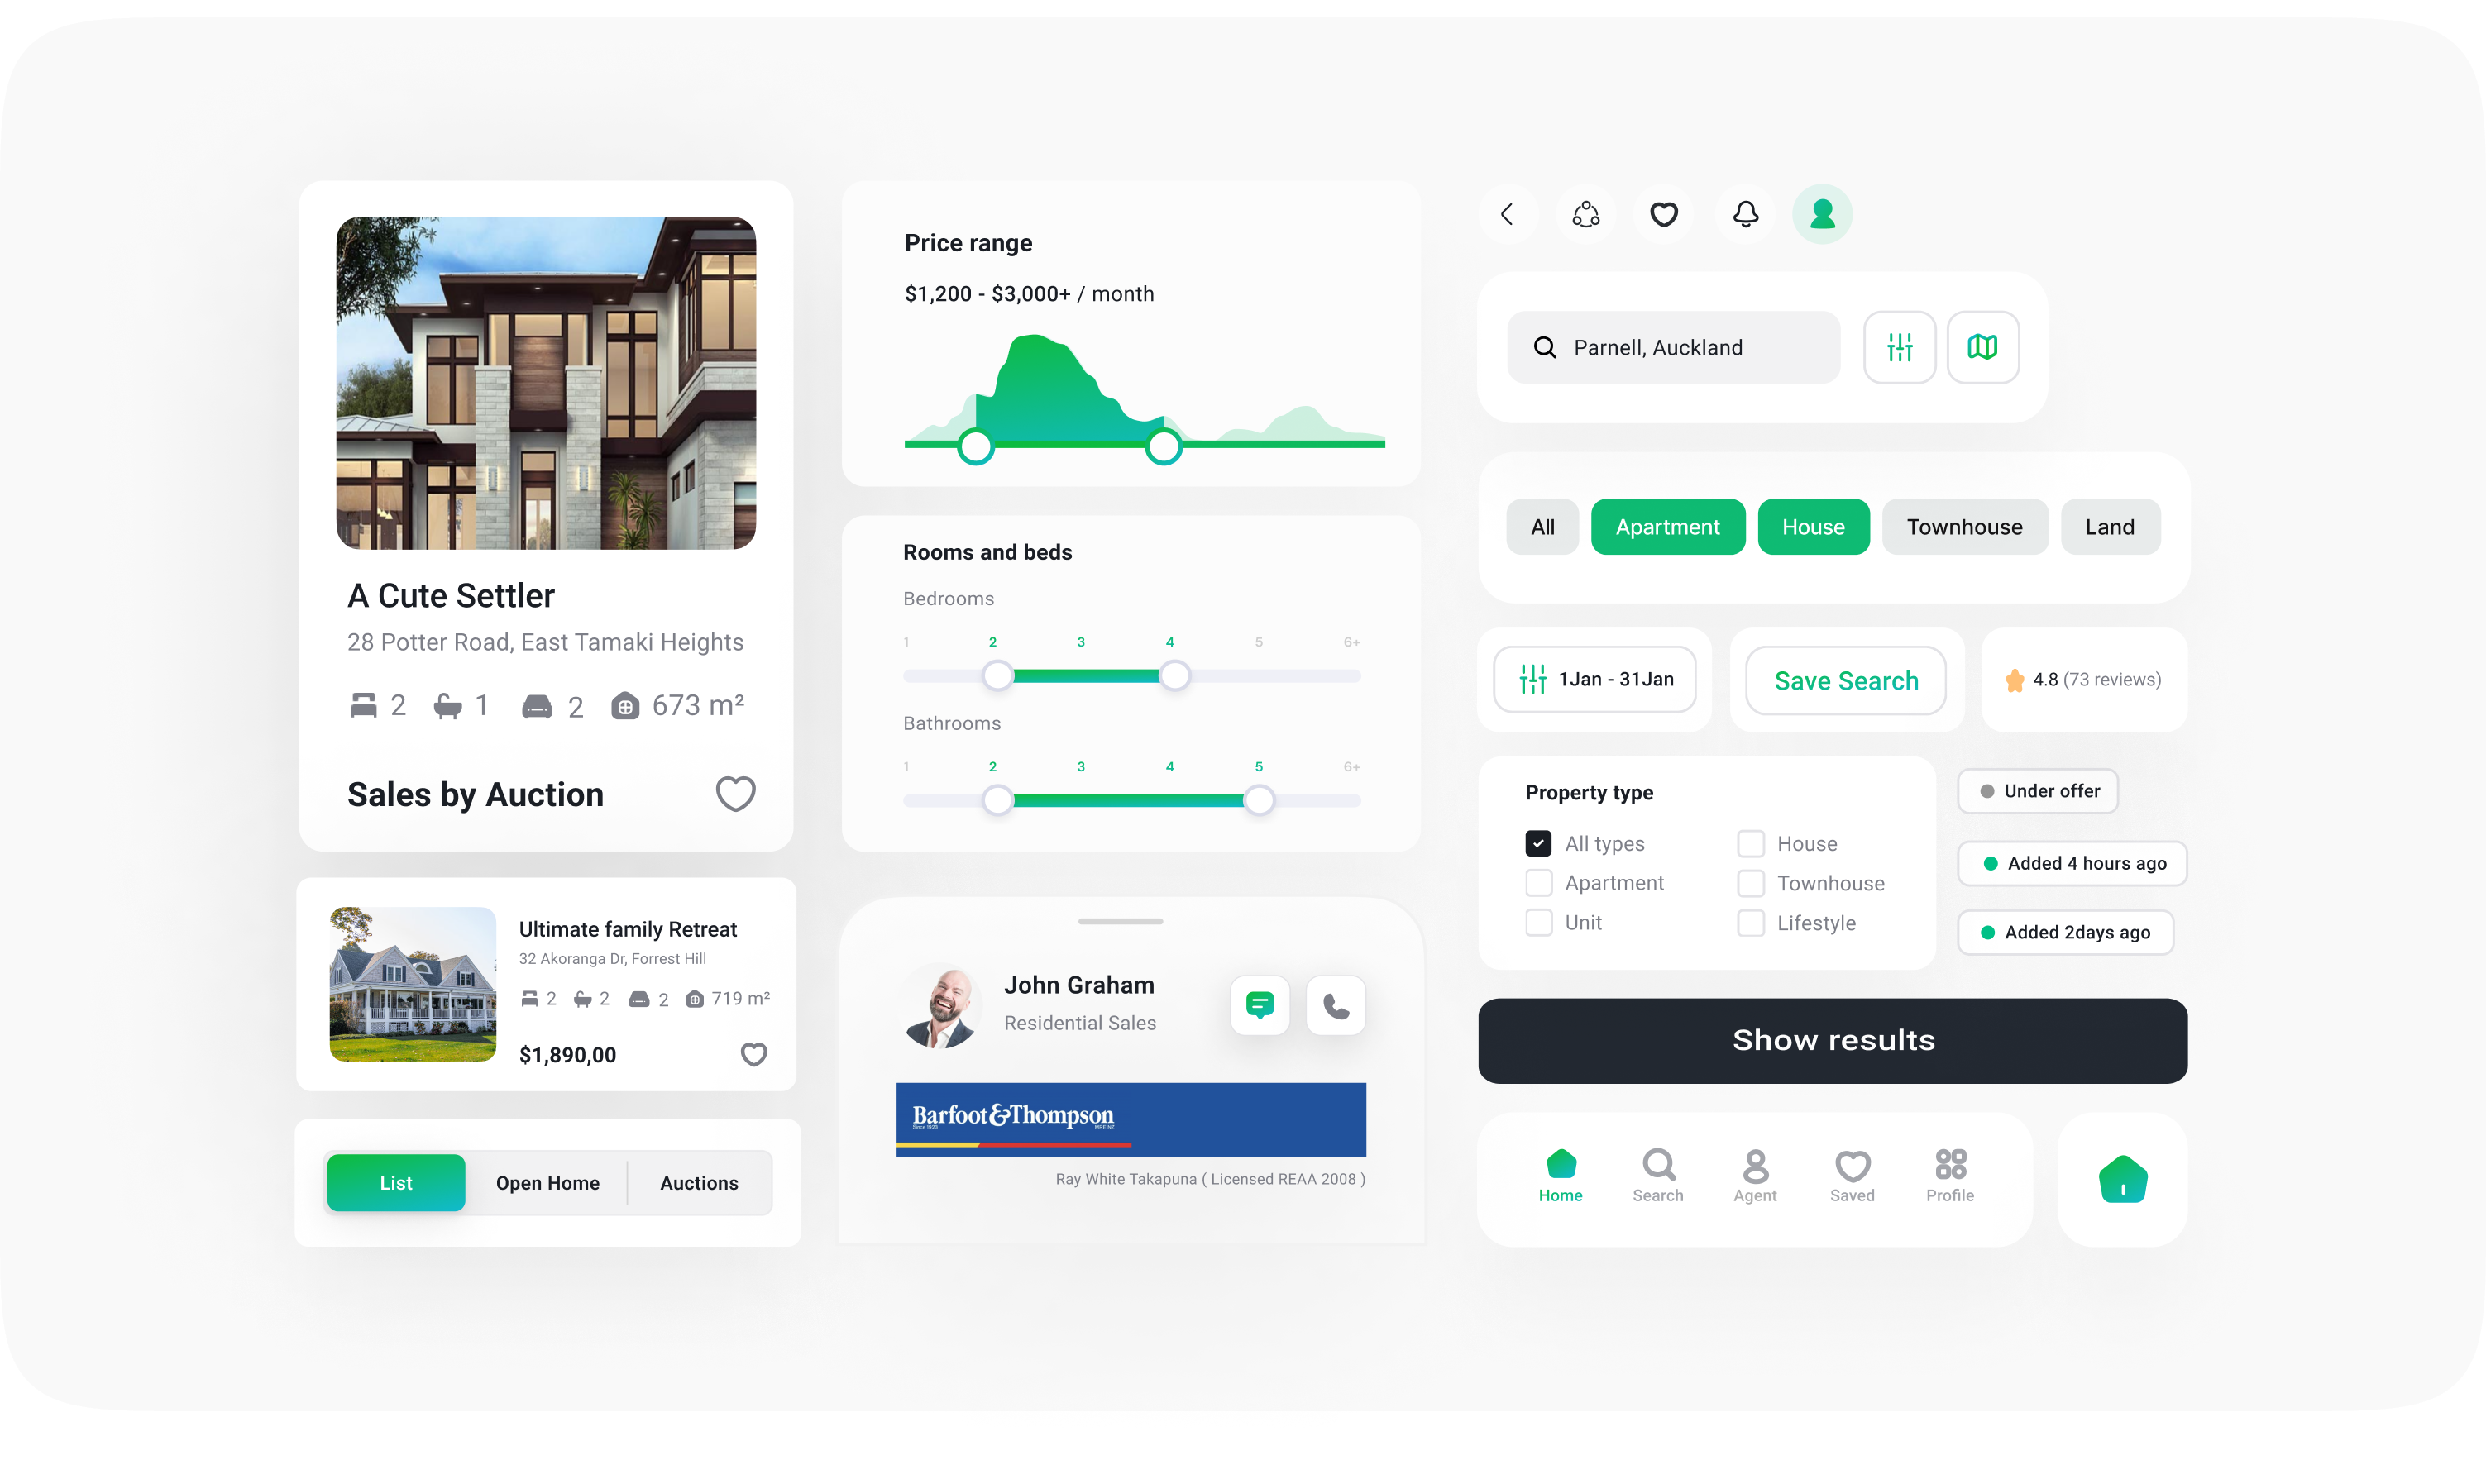 A Cute Settler
28 Potter Road, East Tamaki Heights
2 1 2 673 m²
Sales by Auction
Ultimate family Retreat
32 Akoranga Dr, Forrest Hill
2 2 2 719 m²
$1,890,00
List Open Home Auctions
Price range
$1,200 - $3,000+ / month
Rooms and beds
Bedrooms
1 2 3 4 5 6+
Bathrooms
1 2 3 4 5 6+
John Graham
Residential Sales
Barfoot&Thompson
Since 1923 MREINZ
Ray White Takapuna ( Licensed REAA 2008 )
Parnell, Auckland
All Apartment House Townhouse Land
1Jan - 31Jan
Save Search
4.8 (73 reviews)
Property type
All types House
Apartment Townhouse
Unit Lifestyle
Under offer
Added 4 hours ago
Added 2days ago
Show results
Home Search Agent Saved Profile